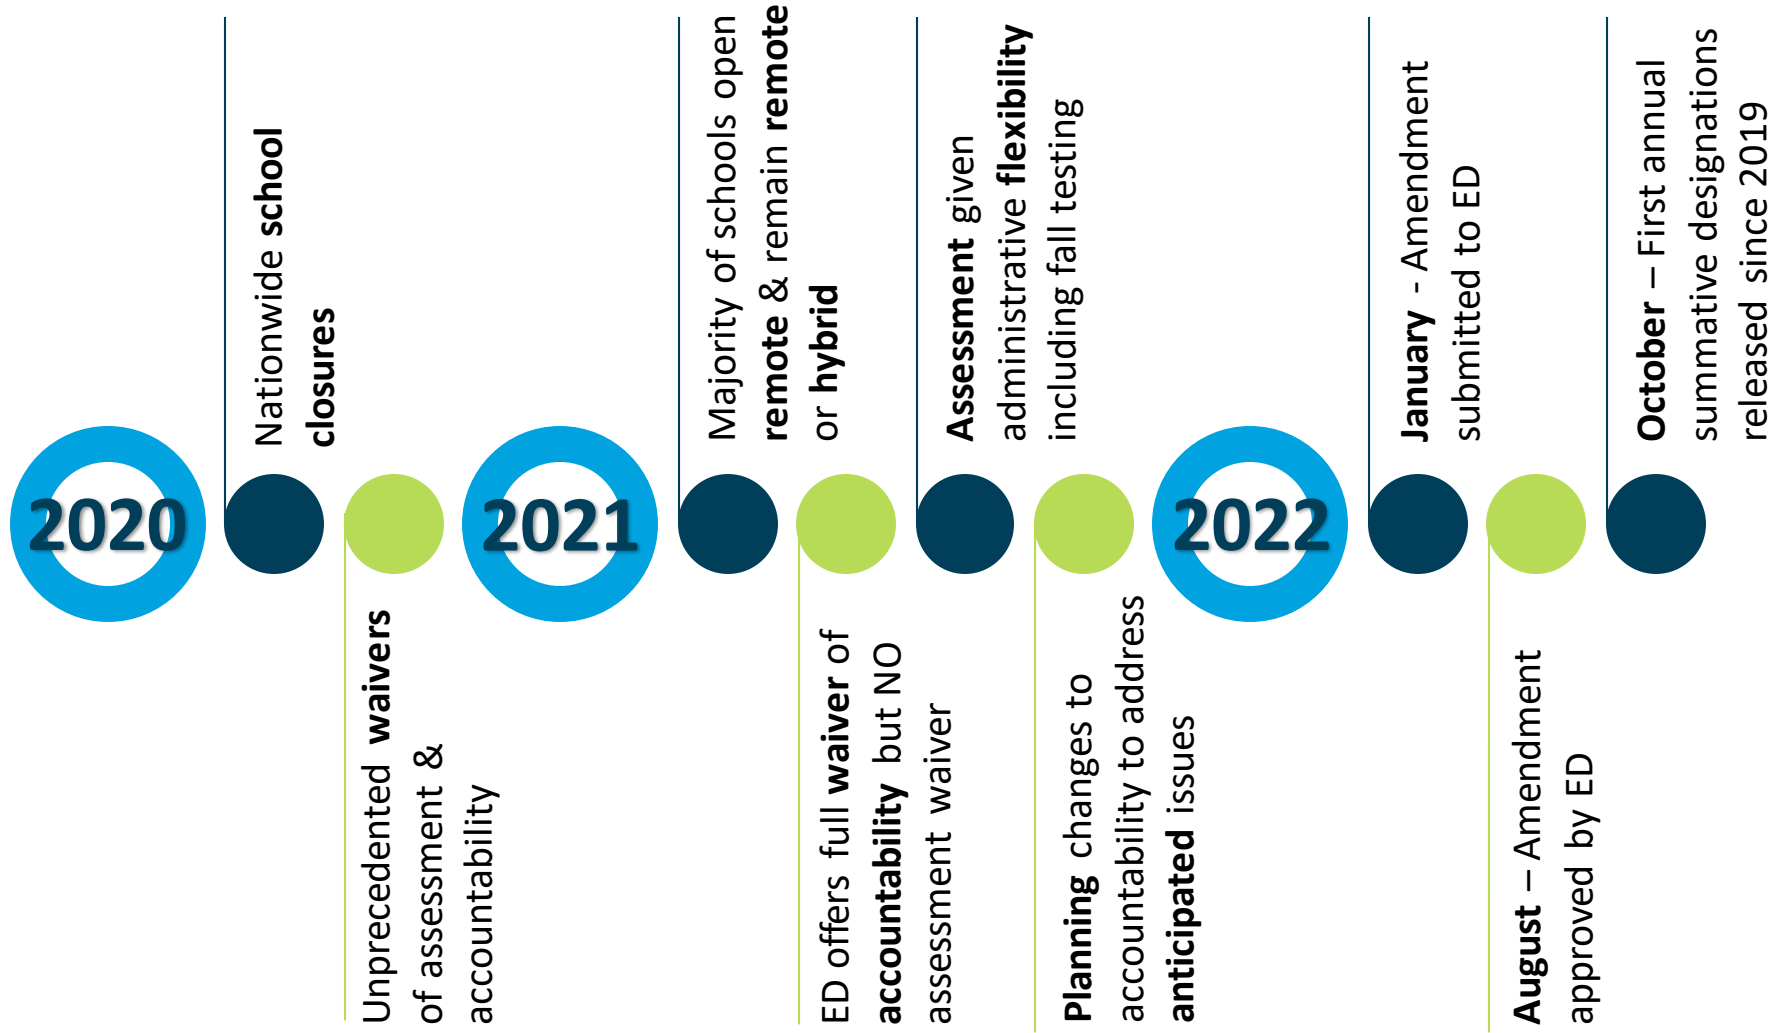 2020
Nationwide school
closures
Unprecedented waivers
of assessment &
accountability
2021
Majority of schools open
remote & remain remote
or hybrid
ED offers full waiver of
accountability but NO
assessment waiver
Assessment given
administrative flexibility
including fall testing
Planning changes to
accountability to address
anticipated issues
2022
January - Amendment
submitted to ED
August – Amendment
approved by ED
October – First annual
summative designations
released since 2019